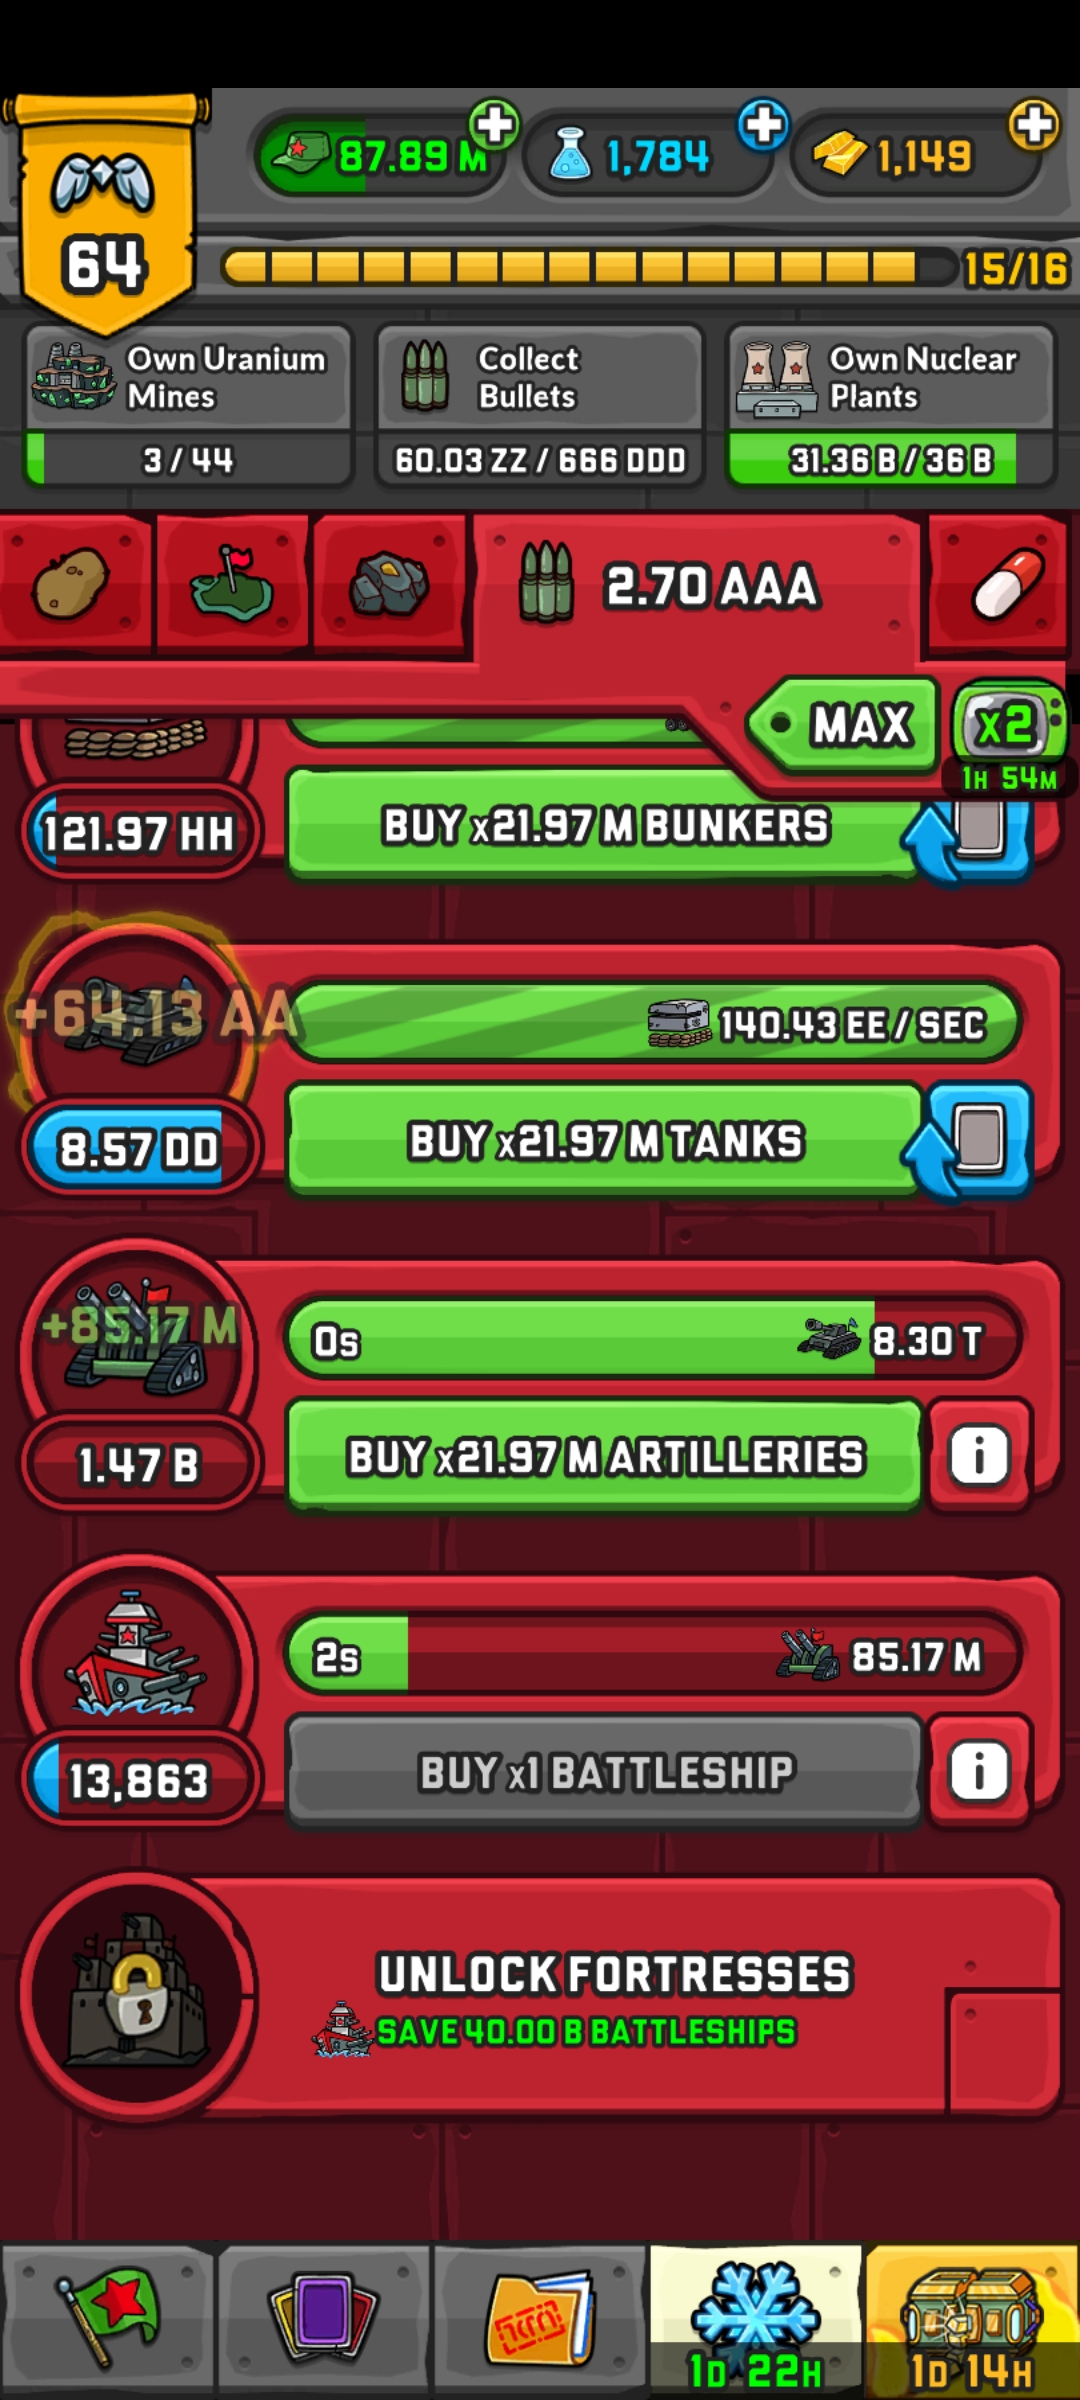 87.89 M
1,784
1,149
64
15/16
Own Uranium
Mines
3 / 44
Collect
Bullets
60.03 ZZ / 666 DDD
Own Nuclear
Plants
31.36 B / 36 B
2.70 AAA
MAX
X2
1H 54M
121.97 HH
BUY x21.97 M BUNKERS
+64.13 AA
140.43 EE / SEC
8.57 DD
BUY x21.97 M TANKS
+85.17 M
0s
8.30 T
1.47 B
BUY x21.97 M ARTILLERIES
i
2s
85.17 M
13,863
BUY x1 BATTLESHIP
i
UNLOCK FORTRESSES
SAVE 40.00 B BATTLESHIPS
1D 22H
1D 14H